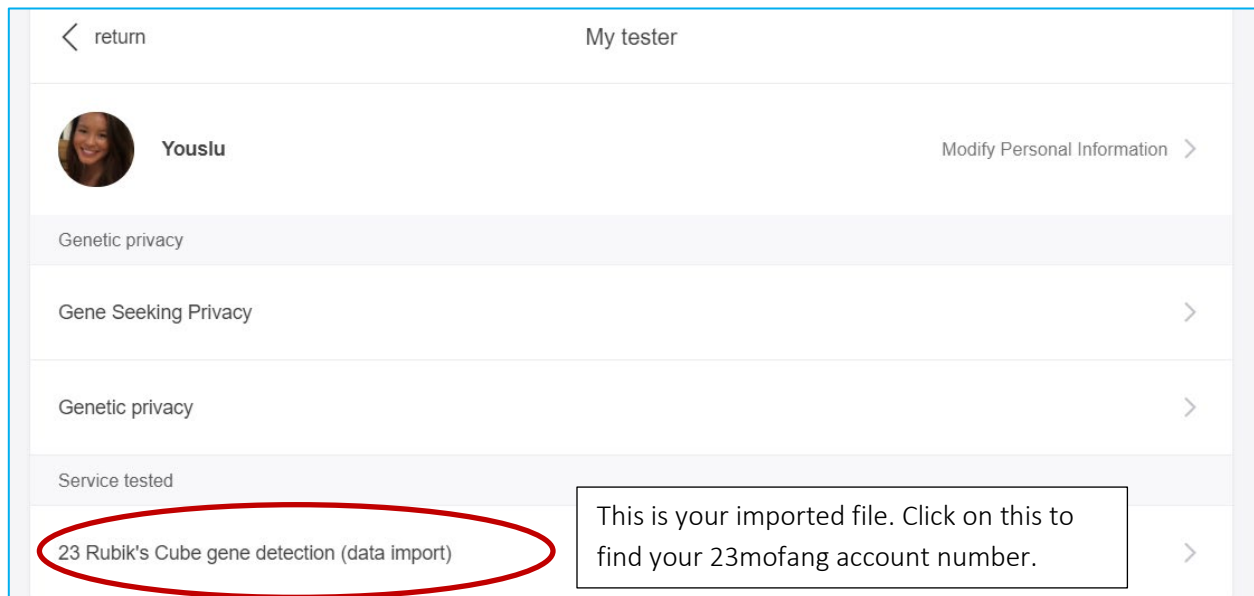 return
My tester
Youslu
Modify Personal Information
Genetic privacy
Gene Seeking Privacy
Genetic privacy
Service tested
23 Rubik's Cube gene detection (data import)
This is your imported file. Click on this to
find your 23mofang account number.